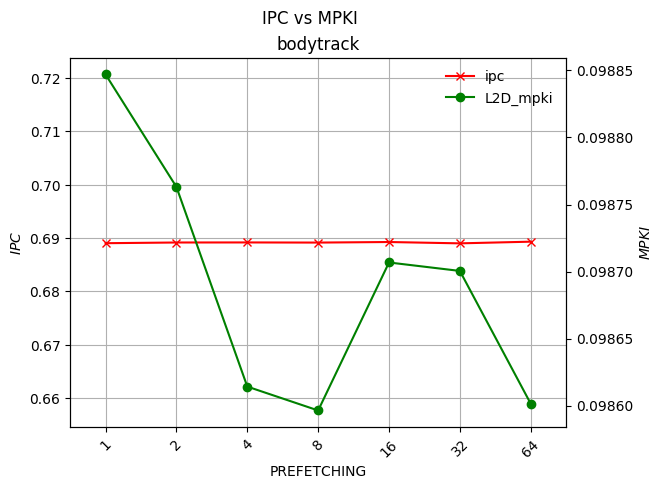 IPC vs MPKI
bodytrack
ipc
L2D_mpki
0.72
0.71
0.70
0.69
0.68
0.67
0.66
IPC
0.09885
0.09880
0.09875
0.09870
0.09865
0.09860
MPKI
1
2
4
8
16
32
64
PREFETCHING